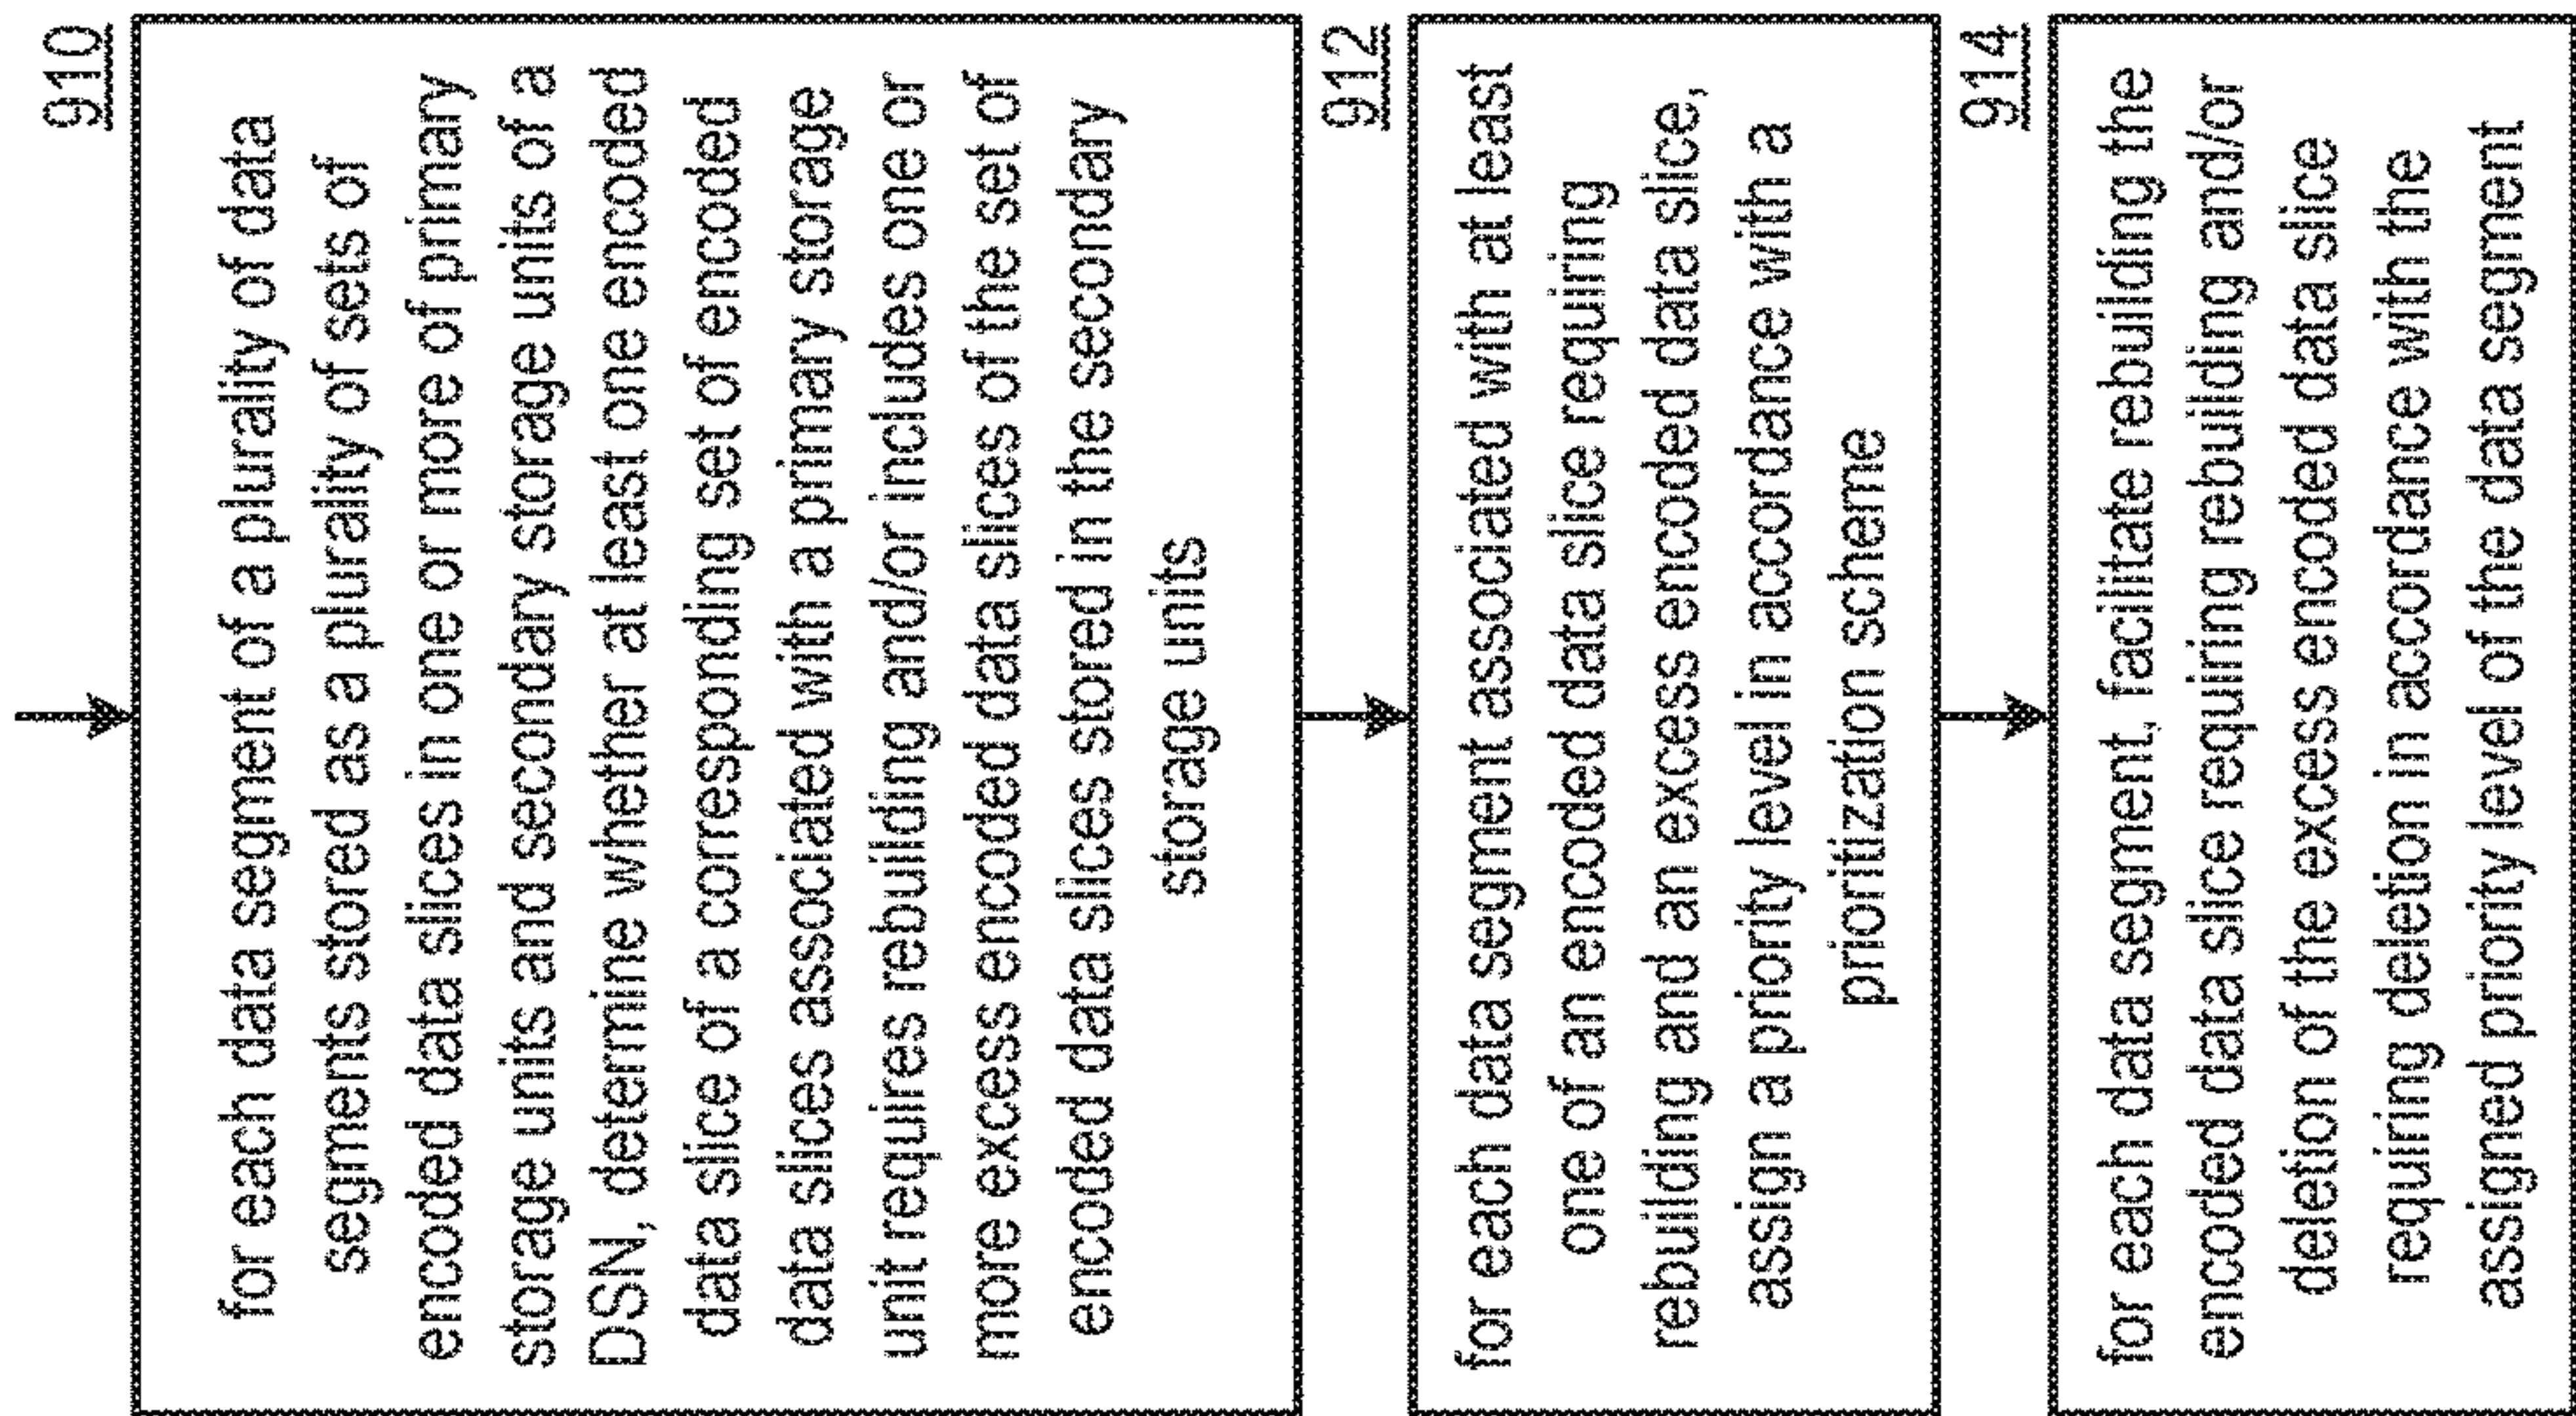 910
for each data segment of a plurality of data
segments stored as a plurality of sets of
encoded data slices in one or more of primary
storage units and secondary storage units of a
DSN, determine whether at least one encoded
data slice of a corresponding set of encoded
data slices associated with a primary storage
unit requires rebuilding and/or includes one or
more excess encoded data slices of the set of
encoded data slices stored in the secondary
storage units
912
for each data segment associated with at least
one of an encoded data slice requiring
rebuilding and an excess encoded data slice,
assign a priority level in accordance with a
prioritization scheme
914
for each data segment, facilitate rebuilding the
encoded data slice requiring rebuilding and/or
deletion of the excess encoded data slice
requiring deletion in accordance with the
assigned priority level of the data segment